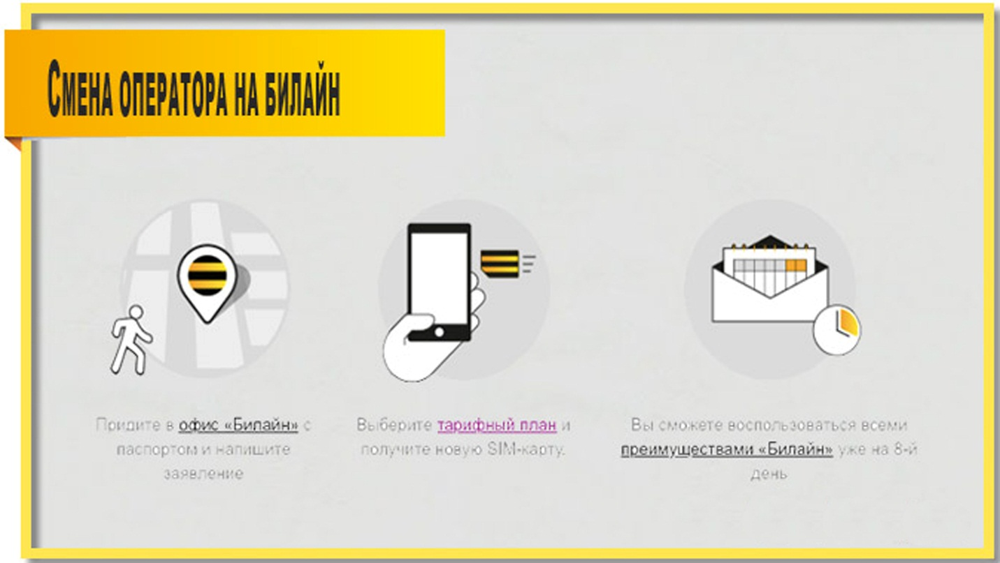 Смена оператора на билайн
Придите в офис «Билайн» с
паспортом и напишите
заявление
Выберите тарифный план и
получите новую SIM-карту.
Вы сможете воспользоваться всеми
преимуществами «Билайн» уже на 8-й
день